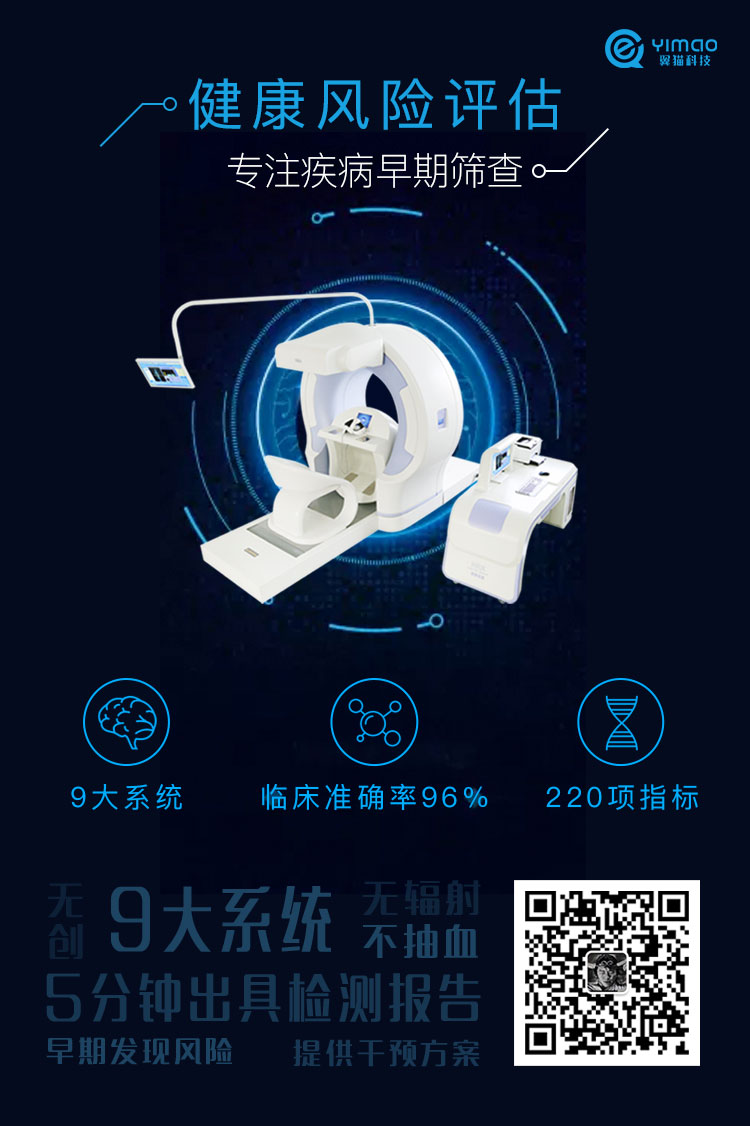 Yimao
翼猫科技
健康风险评估
专注疾病早期筛查
9大系统
临床准确率96%
220项指标
无创
9大系统
无辐射
不抽血
5分钟出具检测报告
早期发现风险
提供干预方案